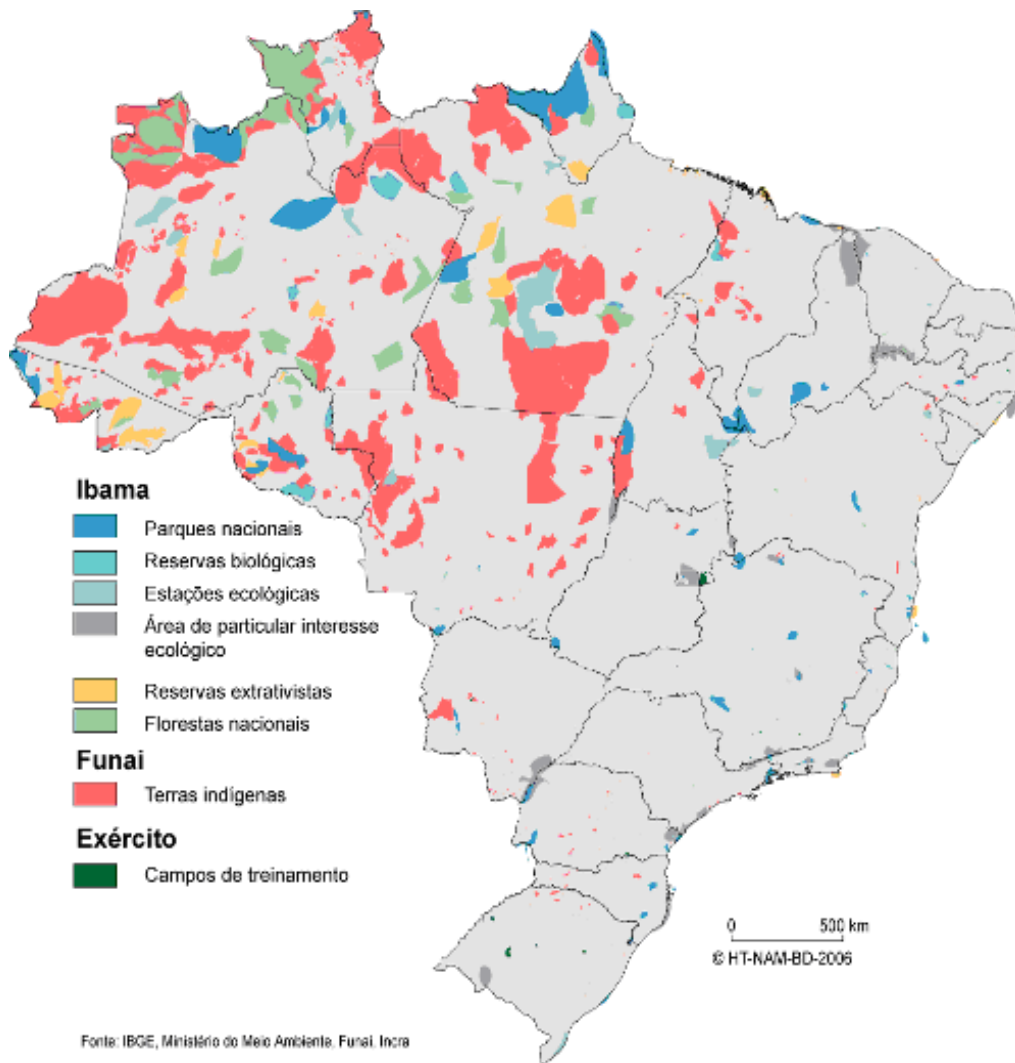 Ibama
Parques nacionais
Reservas biológicas
Estações ecológicas
Área de particular interesse
ecológico
Reservas extrativistas
Florestas nacionais
Funai
Terras indígenas
Exército
Campos de treinamento
0 500 km
© HT-NAM-BD-2006
Fonte: IBGE, Ministério do Meio Ambiente, Funai, Incra